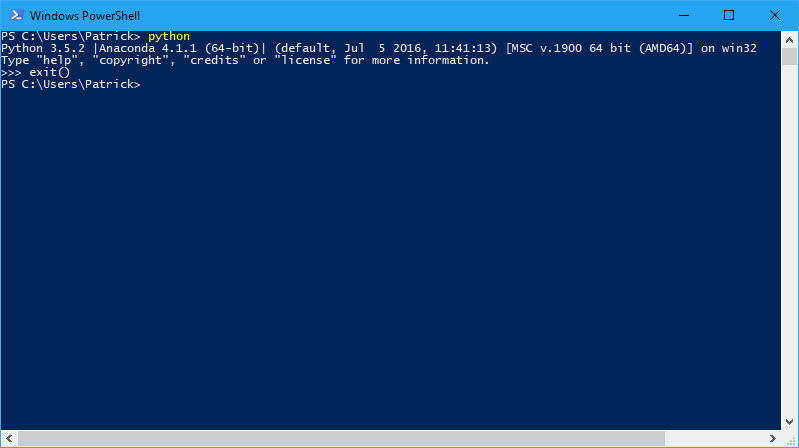 Windows PowerShell
PS C:\Users\Patrick> python
Python 3.5.2 |Anaconda 4.1.1 (64-bit)| (default, Jul  5 2016, 11:41:13) [MSC v.1900 64 bit (AMD64)] on win32
Type "help", "copyright", "credits" or "license" for more information.
>>> exit()
PS C:\Users\Patrick>